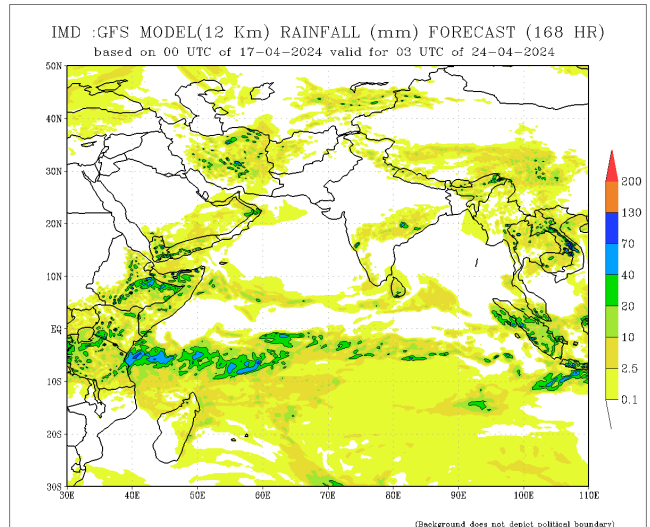 IMD :GFS MODEL(12 Km) RAINFALL (mm) FORECAST (168 HR)
based on 00 UTC of 17-04-2024 valid for 03 UTC of 24-04-2024
50N
40N
30N
20N
10N
EQ
10S
20S
30S
30E 40E 50E 60E 70E 80E 90E 100E 110E
200
130
70
40
20
10
2.5
0.1
(Background does not depict political boundary)